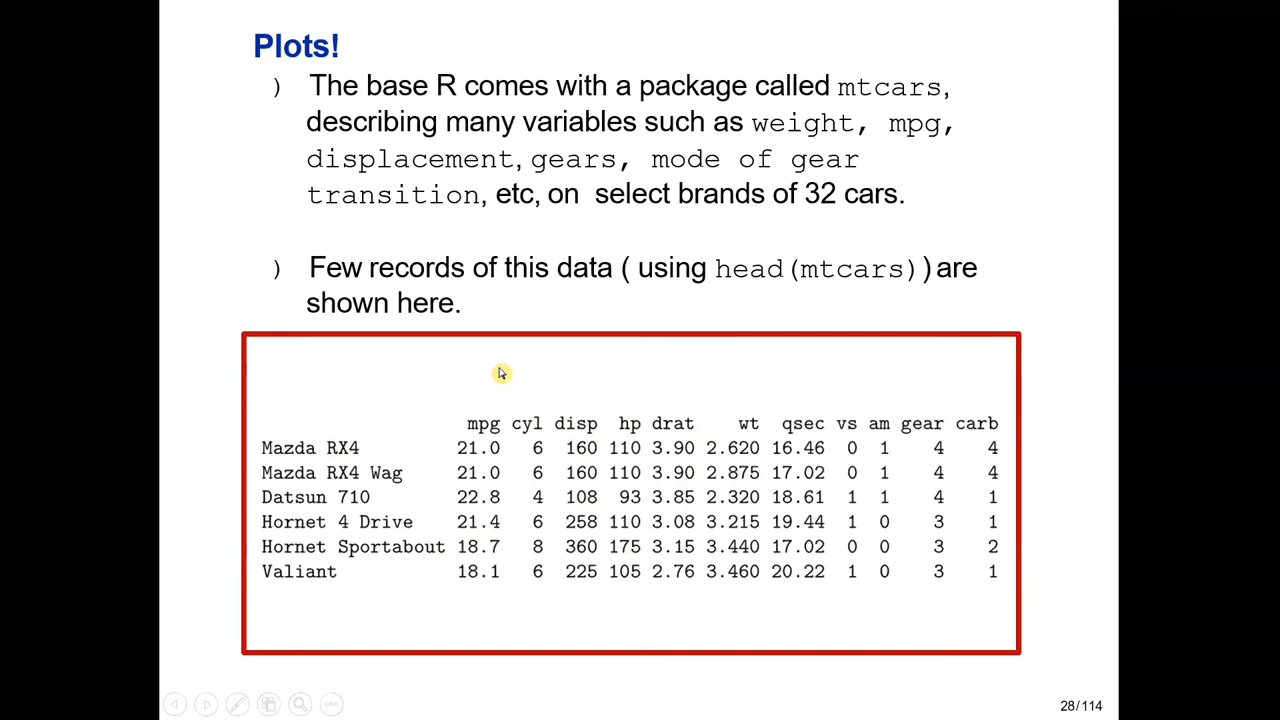 Plots!
) The base R comes with a package called mtcars,
describing many variables such as weight, mpg,
displacement, gears, mode of gear
transition, etc, on select brands of 32 cars.
) Few records of this data ( using head(mtcars)) are
shown here.
mpg cyl disp hp drat wt qsec vs am gear carb
Mazda RX4 21.0 6 160 110 3.90 2.620 16.46 0 1 4 4
Mazda RX4 Wag 21.0 6 160 110 3.90 2.875 17.02 0 1 4 4
Datsun 710 22.8 4 108 93 3.85 2.320 18.61 1 1 4 1
Hornet 4 Drive 21.4 6 258 110 3.08 3.215 19.44 1 0 3 1
Hornet Sportabout 18.7 8 360 175 3.15 3.440 17.02 0 0 3 2
Valiant 18.1 6 225 105 2.76 3.460 20.22 1 0 3 1
28/114